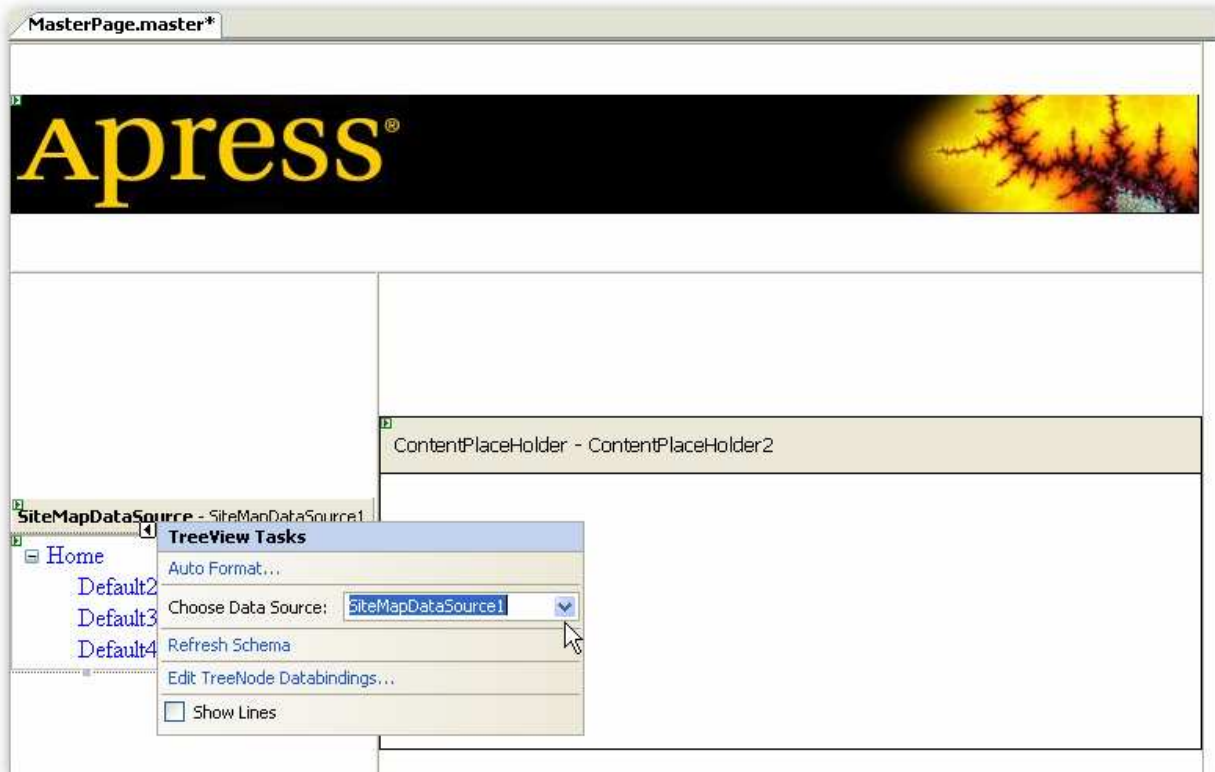 MasterPage.master*
Apress®
ContentPlaceHolder - ContentPlaceHolder2
SiteMapDataSource - SiteMapDataSource1
TreeView Tasks
Home
Auto Format...
Default2
Choose Data Source: SiteMapDataSource1
Default3
Refresh Schema
Default4
Edit TreeNode Databindings...
Show Lines